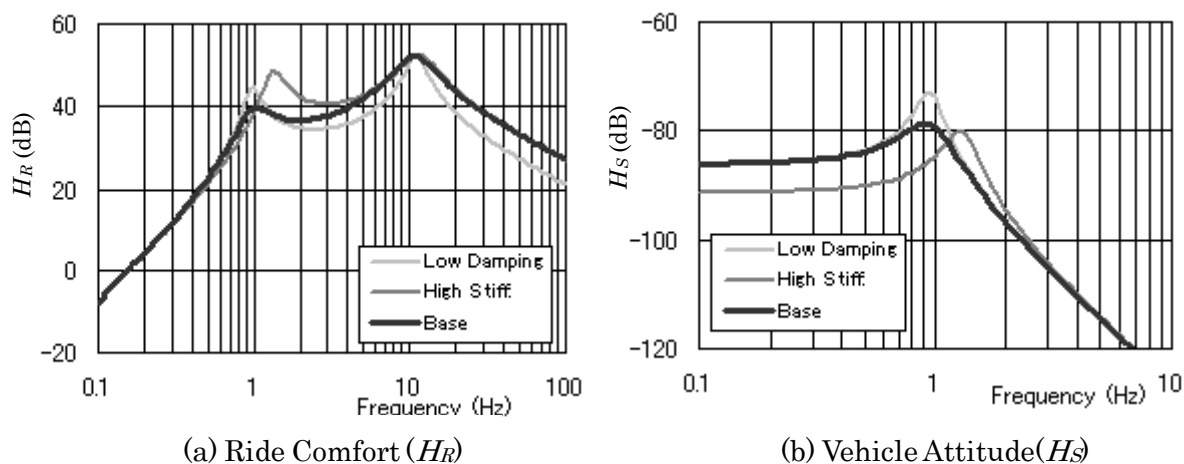 60
40
20
0
-20
H_R (dB)
0.1
1
10
100
Frequency (Hz)
Low Damping
High Stiff.
Base
(a) Ride Comfort (H_R)
-60
-80
-100
-120
H_S (dB)
0.1
1
10
Frequency (Hz)
Low Damping
High Stiff.
Base
(b) Vehicle Attitude(H_S)